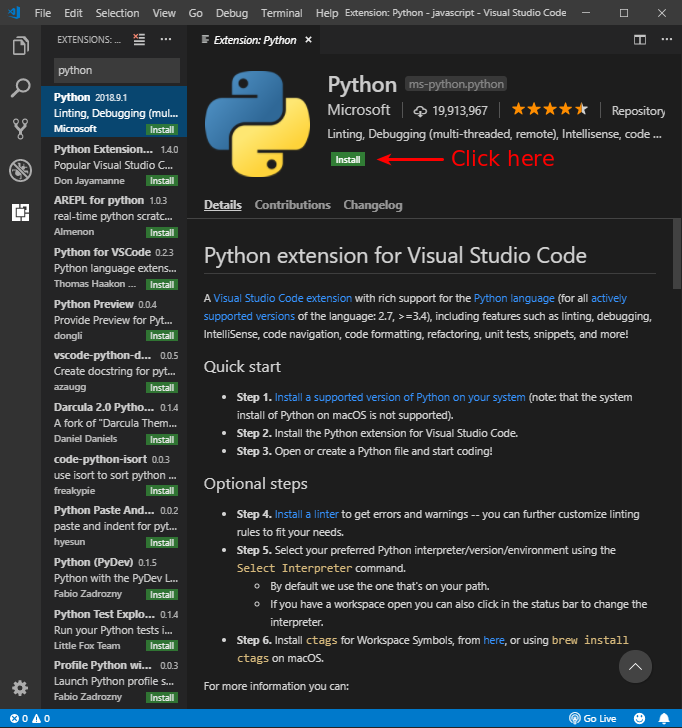 File Edit Selection View Go Debug Terminal Help Extension: Python - javascript - Visual Studio Code
EXTENSIONS: ...
python
Python 2018.9.1
Linting, Debugging (mul...
Microsoft Install
Python Extension... 1.4.0
Popular Visual Studio C...
Don Jayamanne Install
AREPL for python 1.0.3
real-time python scratc...
Almenon Install
Python for VSCode 0.2.3
Python language extens...
Thomas Haakon ... Install
Python Preview 0.0.4
Provide Preview for Pyt...
dongli Install
vscode-python-d... 0.0.5
Create docstring for pyt...
azaugg Install
Darcula 2.0 Pytho... 0.1.4
A fork of "Darcula Them...
Daniel Daniels Install
code-python-isort 0.0.3
use isort to sort python ...
freakypie Install
Python Paste And... 0.0.2
paste and indent for pyt...
hyesun Install
Python (PyDev) 0.1.5
Python with the PyDev L...
Fabio Zadrozny Install
Python Test Explo... 0.1.4
Run your Python tests i...
Little Fox Team Install
Profile Python wi... 0.0.3
Launch Python profile s...
Fabio Zadrozny Install
Extension: Python
Python ms-python.python
Microsoft 19,913,967 Repository
Linting, Debugging (multi-threaded, remote), Intellisense, code ...
Install Click here
Details Contributions Changelog
Python extension for Visual Studio Code
A Visual Studio Code extension with rich support for the Python language (for all actively
supported versions of the language: 2.7, >=3.4), including features such as linting, debugging,
IntelliSense, code navigation, code formatting, refactoring, unit tests, snippets, and more!
Quick start
• Step 1. Install a supported version of Python on your system (note: that the system
install of Python on macOS is not supported).
• Step 2. Install the Python extension for Visual Studio Code.
• Step 3. Open or create a Python file and start coding!
Optional steps
• Step 4. Install a linter to get errors and warnings -- you can further customize linting
rules to fit your needs.
• Step 5. Select your preferred Python interpreter/version/environment using the
Select Interpreter command.
◦ By default we use the one that's on your path.
◦ If you have a workspace open you can also click in the status bar to change the
interpreter.
• Step 6. Install ctags for Workspace Symbols, from here, or using brew install
ctags on macOS.
For more information you can:
0 0 Go Live